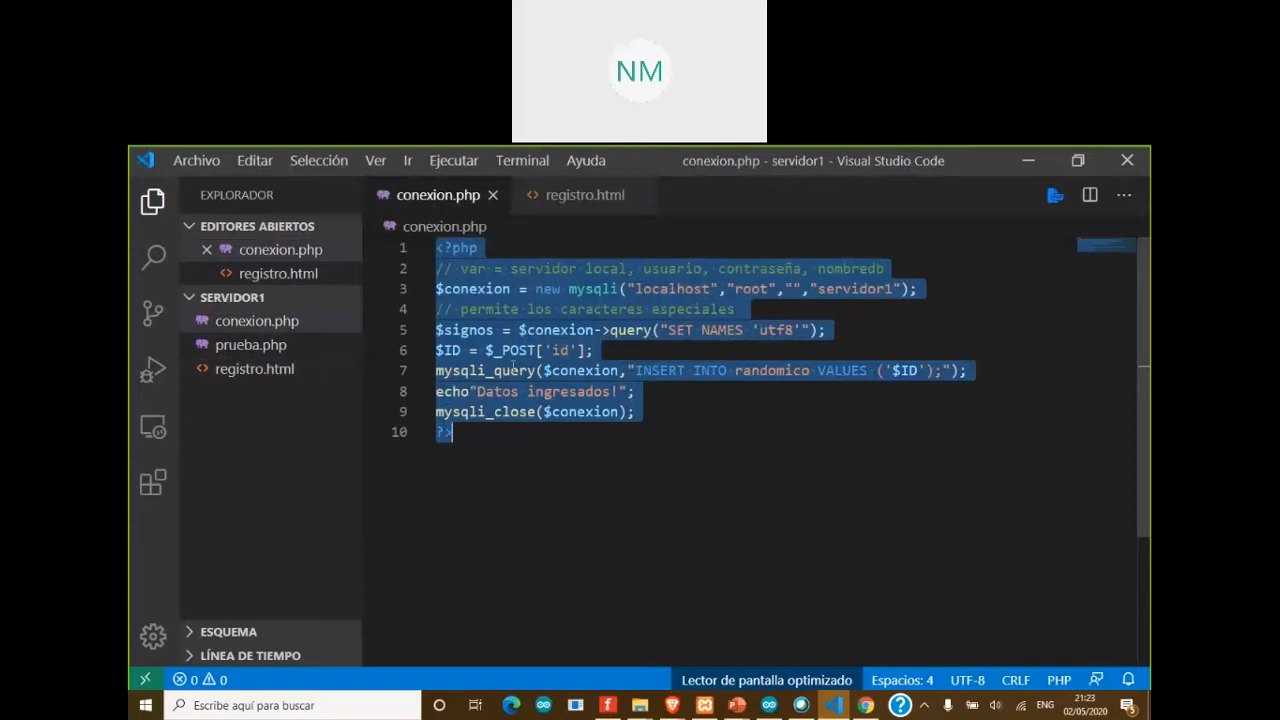 NM
Archivo Editar Selección Ver Ir Ejecutar Terminal Ayuda conexion.php - servidor1 - Visual Studio Code
EXPLORADOR
conexion.php
registro.html
EDITORES ABIERTOS
conexion.php
registro.html
SERVIDOR1
conexion.php
prueba.php
registro.html
ESQUEMA
LÍNEA DE TIEMPO
conexion.php
1 <?php
2 // var = servidor local, usuario, contraseña, nombredb
3 $conexion = new mysqli("localhost","root","","servidor1");
4 // permite los caracteres especiales
5 $signos = $conexion->query("SET NAMES 'utf8'");
6 $ID = $_POST['id'];
7 mysqli_query($conexion,"INSERT INTO randomico VALUES ('$ID');");
8 echo"Datos ingresados!";
9 mysqli_close($conexion);
10 ?>
0 0 Lector de pantalla optimizado Espacios: 4 UTF-8 CRLF PHP
Escribe aquí para buscar
ENG
21:23
02/05/2020
5